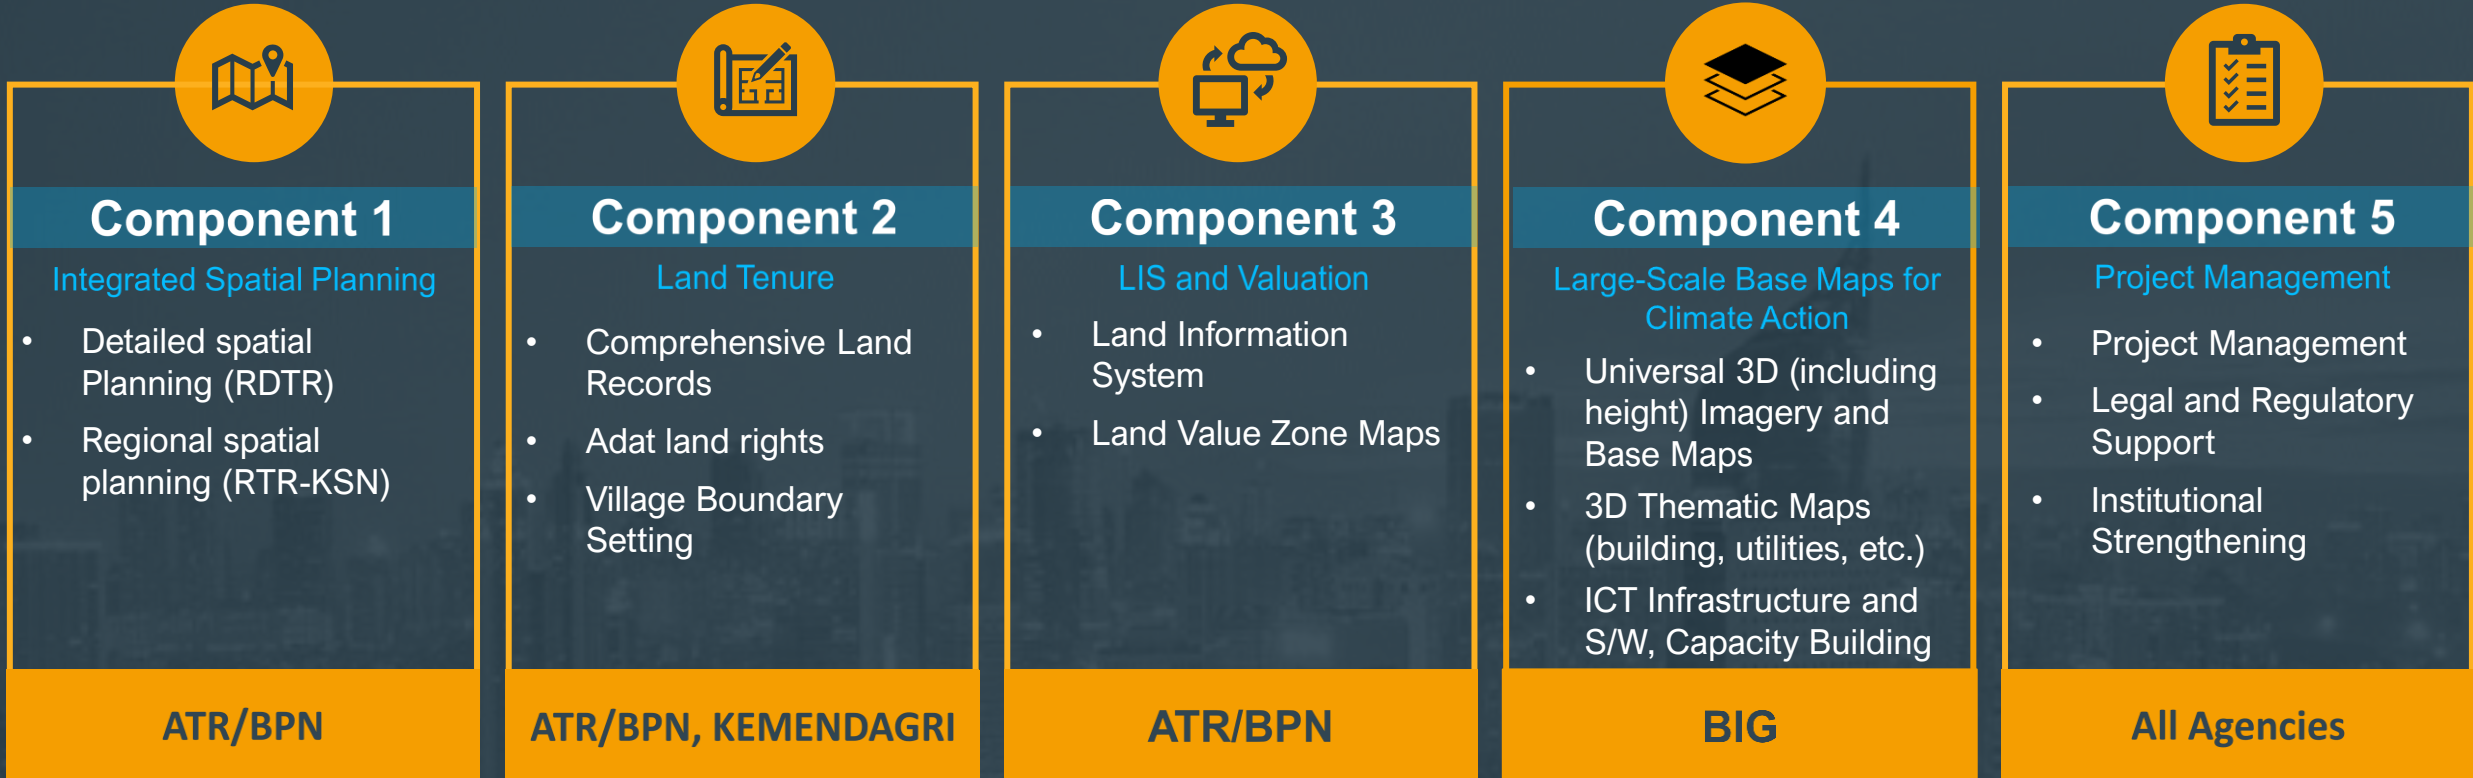 Component 1
Integrated Spatial Planning
• Detailed spatial
Planning (RDTR)
• Regional spatial
planning (RTR-KSN)
ATR/BPN
Component 2
Land Tenure
• Comprehensive Land
Records
• Adat land rights
• Village Boundary
Setting
ATR/BPN, KEMENDAGRI
Component 3
LIS and Valuation
• Land Information
System
• Land Value Zone Maps
ATR/BPN
Component 4
Large-Scale Base Maps for
Climate Action
• Universal 3D (including
height) Imagery and
Base Maps
• 3D Thematic Maps
(building, utilities, etc.)
• ICT Infrastructure and
S/W, Capacity Building
BIG
Component 5
Project Management
• Project Management
• Legal and Regulatory
Support
• Institutional
Strengthening
All Agencies